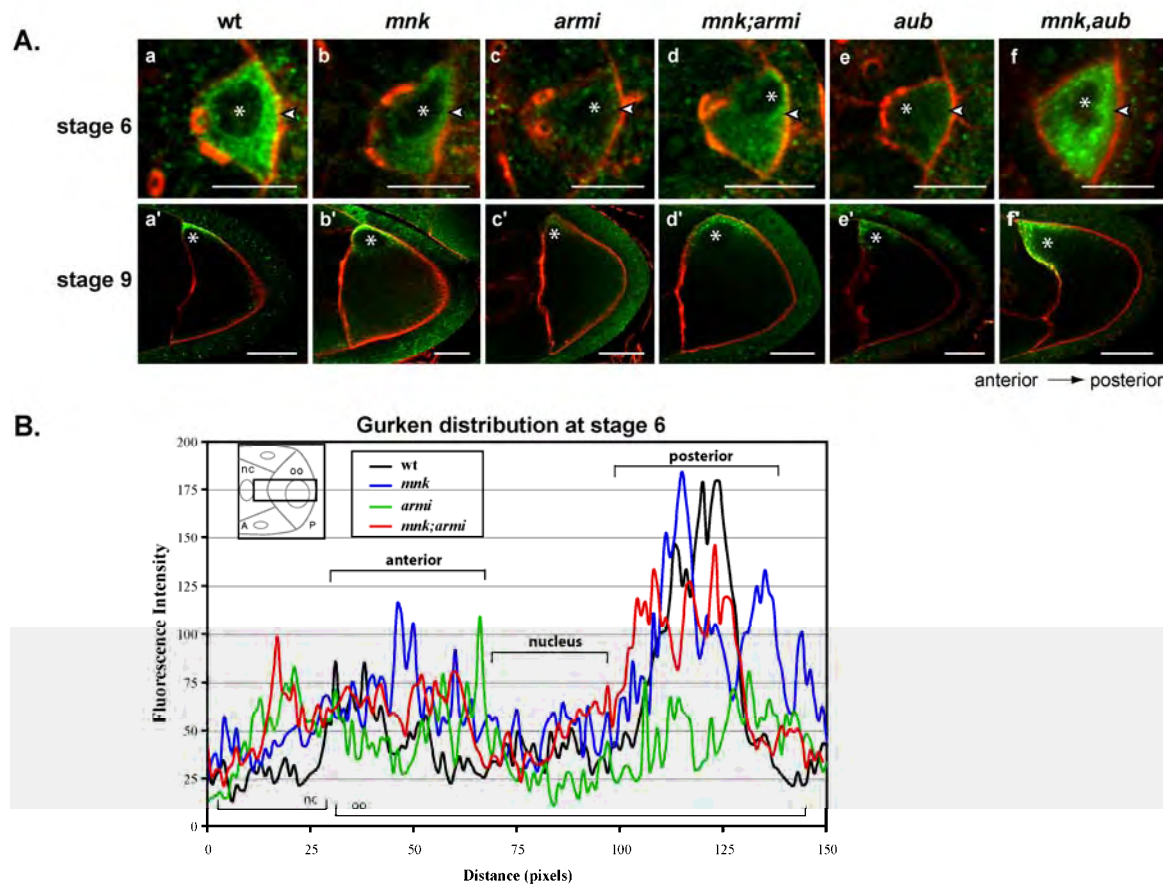 A.
wt mnk armi mnk;armi aub mnk,aub
stage 6
a b c d e f
* * * * * *
stage 9
a' b' c' d' e' f'
* * * * * *
anterior posterior
B.
Gurken distribution at stage 6
Fluorescence Intensity
200
175
150
125
100
75
50
25
0
nc oo
A P
wt
mnk
armi
mnk;armi
anterior
nucleus
posterior
nc
oo
0 25 50 75 100 125 150
Distance (pixels)